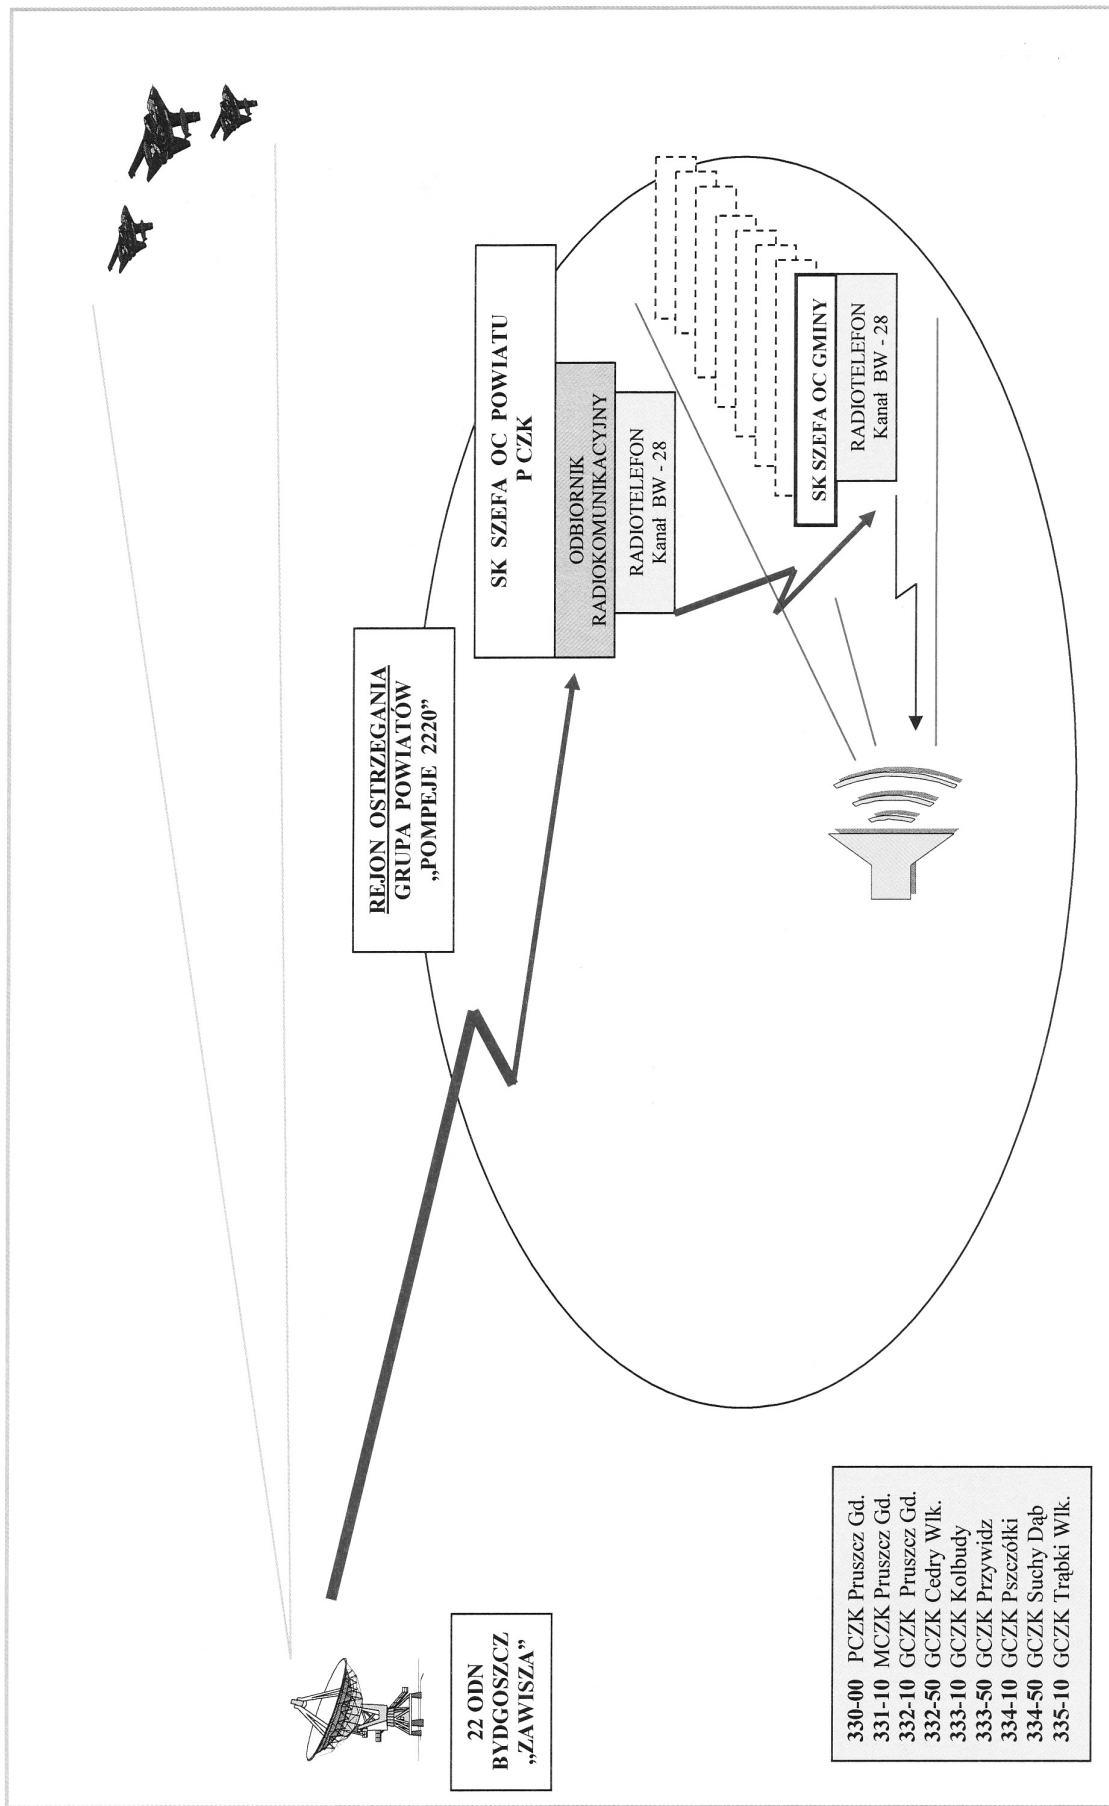 REJON OSTRZEGANIA
GRUPA POWIATÓW
„POMPEJE 2220”
SK SZEFA OC POWIATU
P CZK
ODBIORNIK
RADIOKOMUNIKACYJNY
RADIOTELEFON
Kanał BW - 28
SK SZEFA OC GMINY
RADIOTELEFON
Kanał BW - 28
22 ODN
BYDGOSZCZ
„ZAWISZA”
330-00 PCZK Pruszcz Gd.
331-10 MCZK Pruszcz Gd.
332-10 GCZK Pruszcz Gd.
332-50 GCZK Cedry Wlk.
333-10 GCZK Kolbudy
333-50 GCZK Przywidz
334-10 GCZK Pszczółki
334-50 GCZK Suchy Dąb
335-10 GCZK Trąbki Wlk.